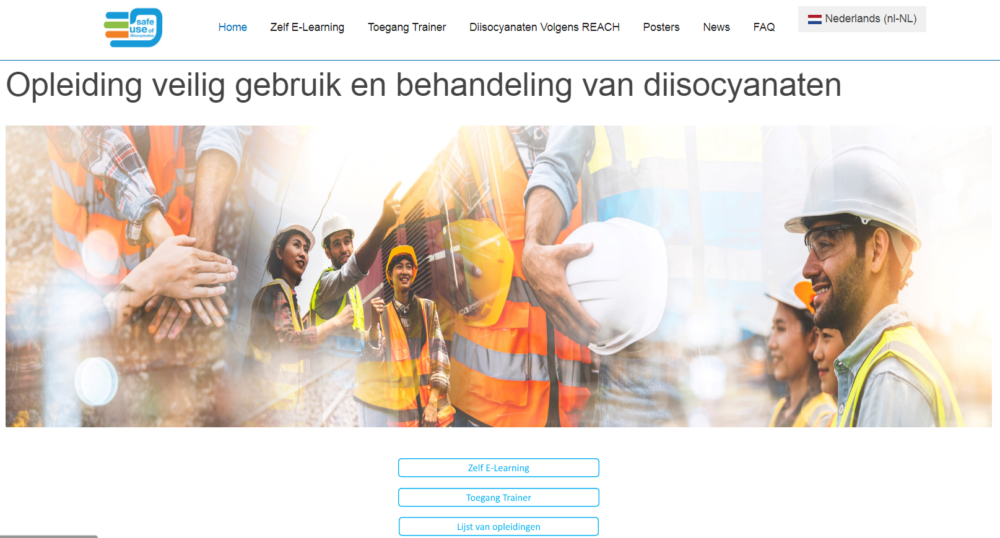 safe
USE of
diisocyanates
Home
Zelf E-Learning
Toegang Trainer
Diisocyanaten Volgens REACH
Posters
News
FAQ
Nederlands (nl-NL)
Opleiding veilig gebruik en behandeling van diisocyanaten
Zelf E-Learning
Toegang Trainer
Lijst van opleidingen